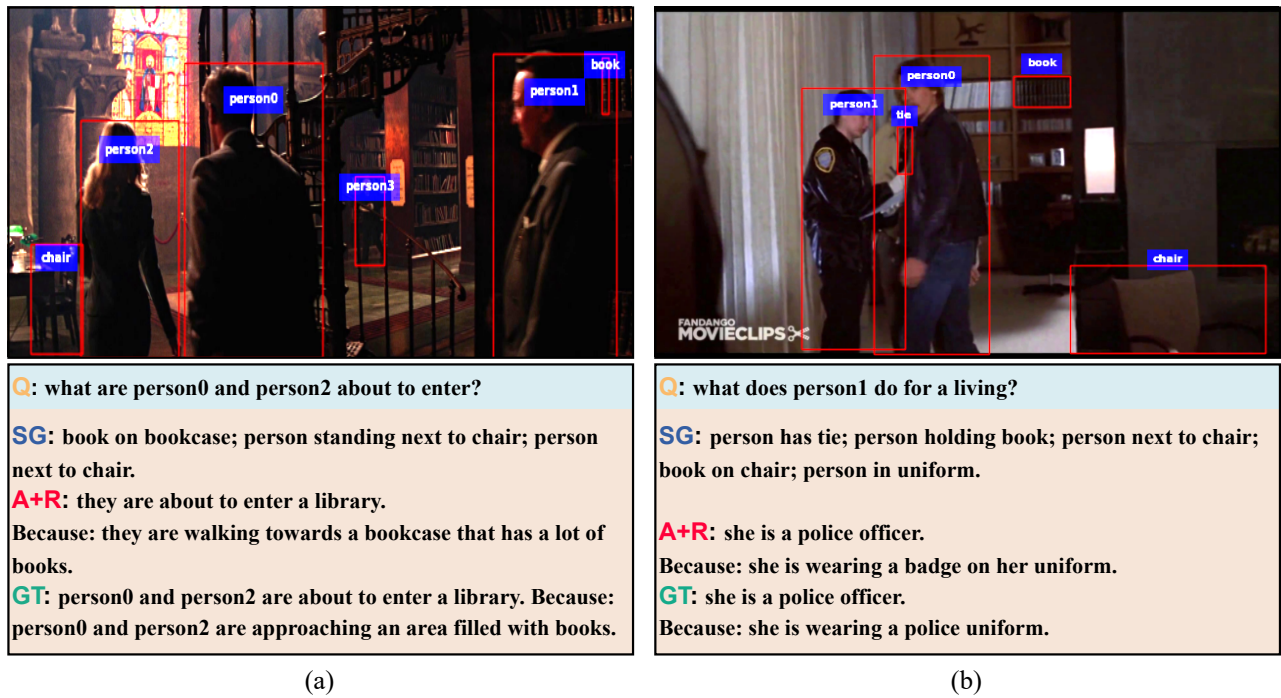 person0
person1
book
person2
person3
chair
Q: what are person0 and person2 about to enter?
SG: book on bookcase; person standing next to chair; person
next to chair.
A+R: they are about to enter a library.
Because: they are walking towards a bookcase that has a lot of
books.
GT: person0 and person2 are about to enter a library. Because:
person0 and person2 are approaching an area filled with books.
(a)
book
person0
person1
tie
chair
FANDANGO
MOVIECLIPS
Q: what does person1 do for a living?
SG: person has tie; person holding book; person next to chair;
book on chair; person in uniform.
A+R: she is a police officer.
Because: she is wearing a badge on her uniform.
GT: she is a police officer.
Because: she is wearing a police uniform.
(b)